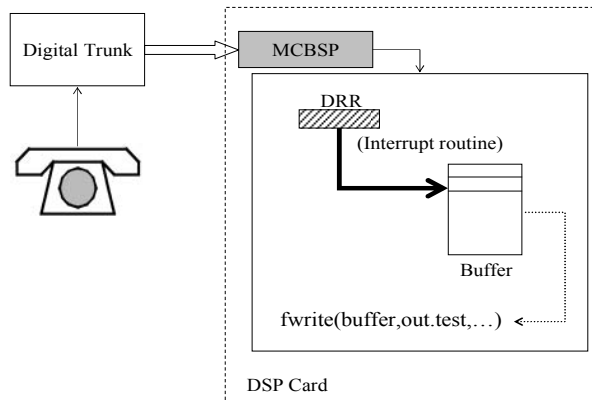 Digital Trunk
MCBSP
DRR
(Interrupt routine)
Buffer
fwrite(buffer,out.test,…)
DSP Card